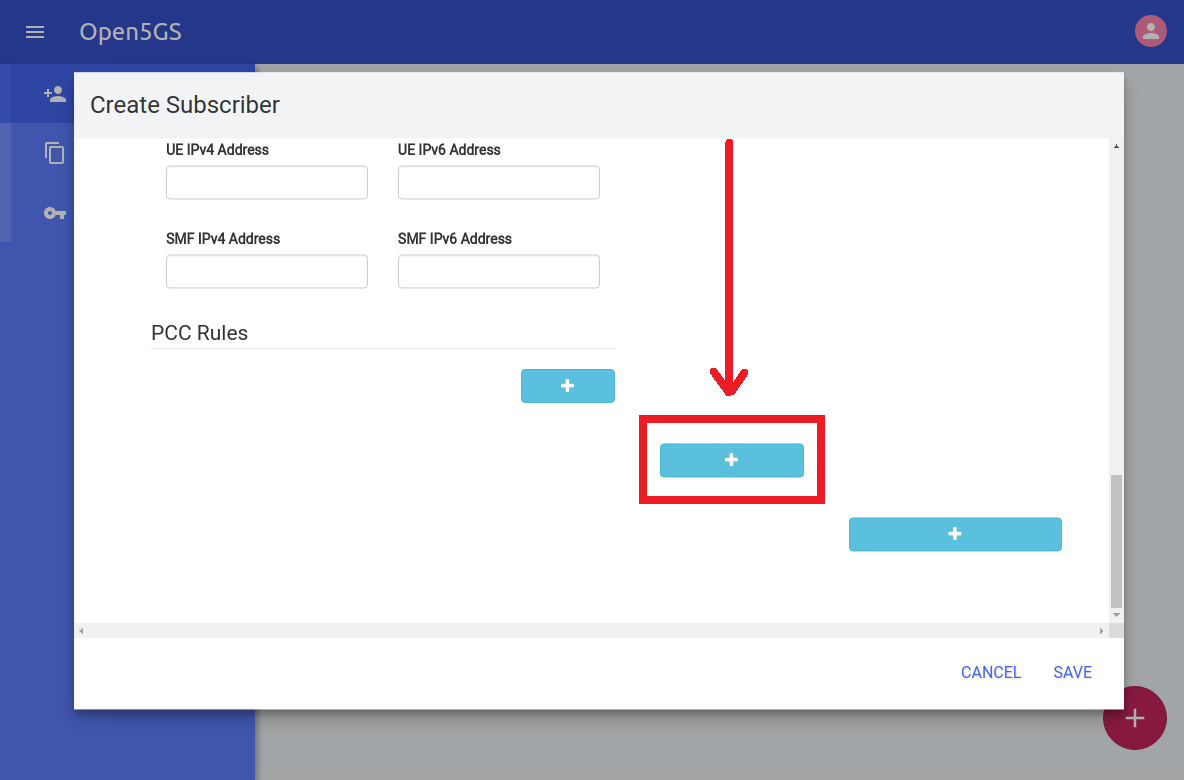 Open5GS
Create Subscriber
UE IPv4 Address UE IPv6 Address
SMF IPv4 Address SMF IPv6 Address
PCC Rules
CANCEL SAVE